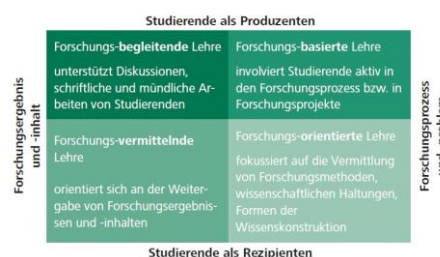 Studierende als Produzenten
Forschungsergebnis
und -inhalt
Forschungs-begleitende Lehre
unterstützt Diskussionen,
schriftliche und mündliche Ar-
beiten von Studierenden
Forschungs-basierte Lehre
involviert Studierende aktiv in
den Forschungsprozess bzw. in
Forschungsprojekte
Forschungs-vermittelnde
Lehre
orientiert sich an der Weiter-
gabe von Forschungsergebnis-
sen und -inhalten
Forschungs-orientierte Lehre
fokussiert auf die Vermittlung
von Forschungsmethoden,
wissenschaftlichen Haltungen,
Formen der
Wissenskonstruktion
Forschungsprozess
Studierende als Rezipienten